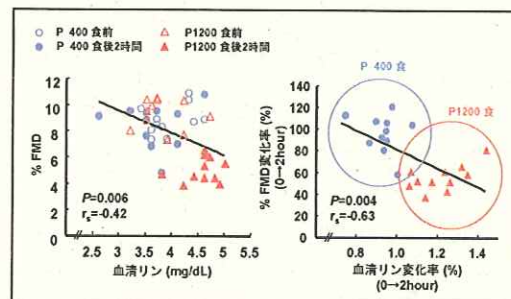 P 400 食前 P1200 食前
P 400 食後2時間 P1200 食後2時間
% FMD
12
10
8
6
4
2
0
P=0.006
rs=-0.42
2.5 3 3.5 4 4.5 5 5.5
血清リン (mg/dL)
% FMD変化率 (%)
(0→2hour)
P 400 食
P1200 食
140
120
100
80
60
40
20
0
P=0.004
rs=-0.63
0.6 0.8 1.0 1.2 1.4 1.6
血清リン変化率 (%)
(0→2hour)